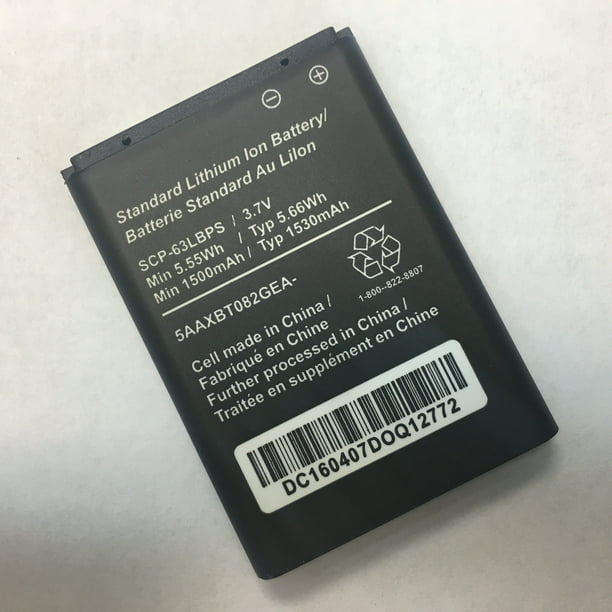 Standard Lithium Ion Battery/
Batterie Standard Au LiIon
SCP-63LBPS / 3.7V
Min 5.55Wh / Typ 5.66Wh
Min 1500mAh / Typ 1530mAh
1-800--822-8807
5AAXBT082GEA-
Cell made in China /
Fabriqué en Chine
Further processed in China /
Traitée en supplément en Chine
DC160407DOQ12772